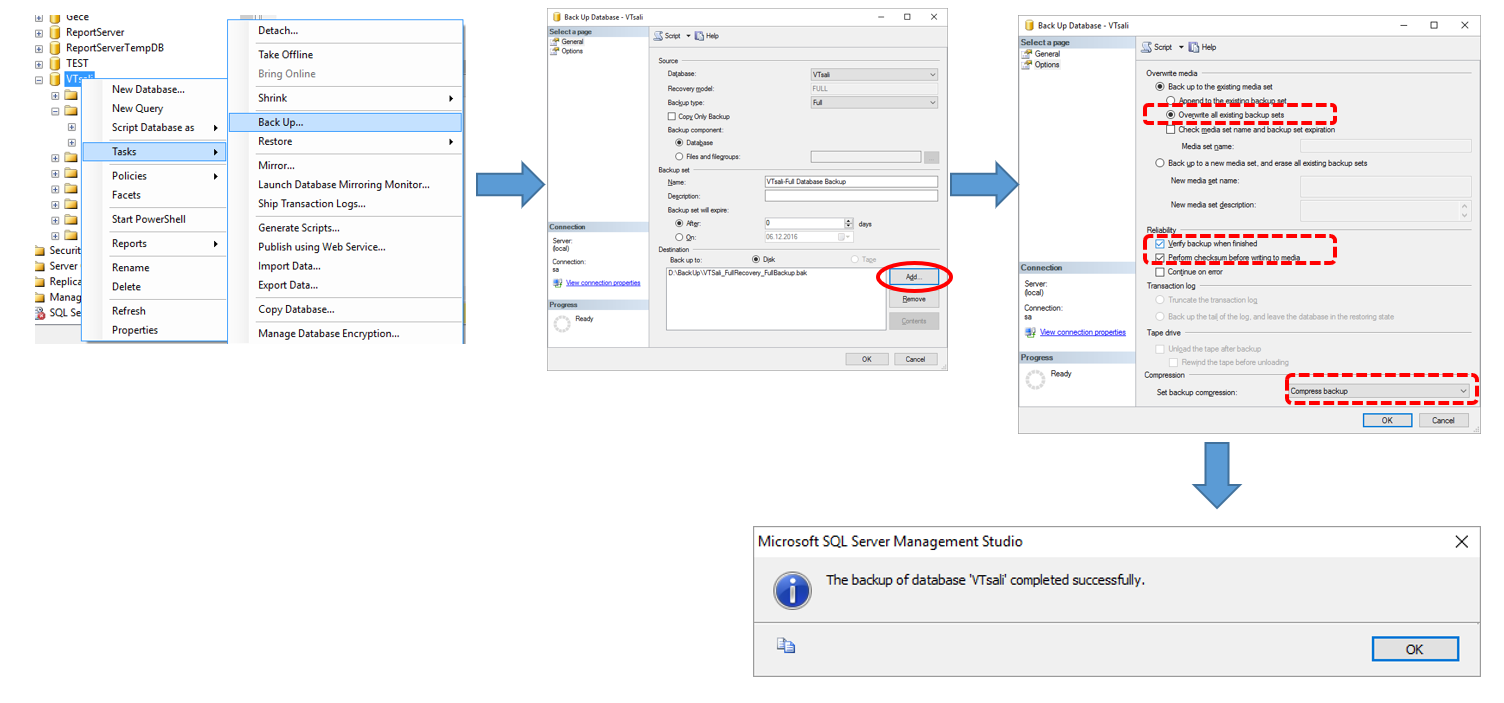 Gece
ReportServer
ReportServerTempDB
TEST
VTsali
Securit
Server
Replica
Manag
SQL Se
New Database...
New Query
Script Database as
Tasks
Policies
Facets
Start PowerShell
Reports
Rename
Delete
Refresh
Properties
Detach...
Take Offline
Bring Online
Shrink
Back Up...
Restore
Mirror...
Launch Database Mirroring Monitor...
Ship Transaction Logs...
Generate Scripts...
Publish using Web Service...
Import Data...
Export Data...
Copy Database...
Manage Database Encryption...
Back Up Database - VTsali
Select a page
General
Options
Script Help
Source
Database: VTsali
Recovery model: FULL
Backup type: Full
Copy Only Backup
Backup component:
Database
Files and filegroups: ...
Backup set
Name: VTsali-Full Database Backup
Description:
Backup set will expire:
After: 0 days
On: 06.12.2016
Destination
Back up to: Disk Tape
D:\BackUp\VTSali_FullRecovery_FullBackup.bak
Add...
Remove
Contents
Connection
Server:
(local)
Connection:
sa
View connection properties
Progress
Ready
OK Cancel
Back Up Database - VTsali
Select a page
General
Options
Script Help
Overwrite media
Back up to the existing media set
Append to the existing backup set
Overwrite all existing backup sets
Check media set name and backup set expiration
Media set name:
Back up to a new media set, and erase all existing backup sets
New media set name:
New media set description:
Reliability
Verify backup when finished
Perform checksum before writing to media
Continue on error
Transaction log
Truncate the transaction log
Back up the tail of the log, and leave the database in the restoring state
Tape drive
Unload the tape after backup
Rewind the tape before unloading
Compression
Set backup compression: Compress backup
Connection
Server:
(local)
Connection:
sa
View connection properties
Progress
Ready
OK Cancel
Microsoft SQL Server Management Studio
The backup of database 'VTsali' completed successfully.
OK